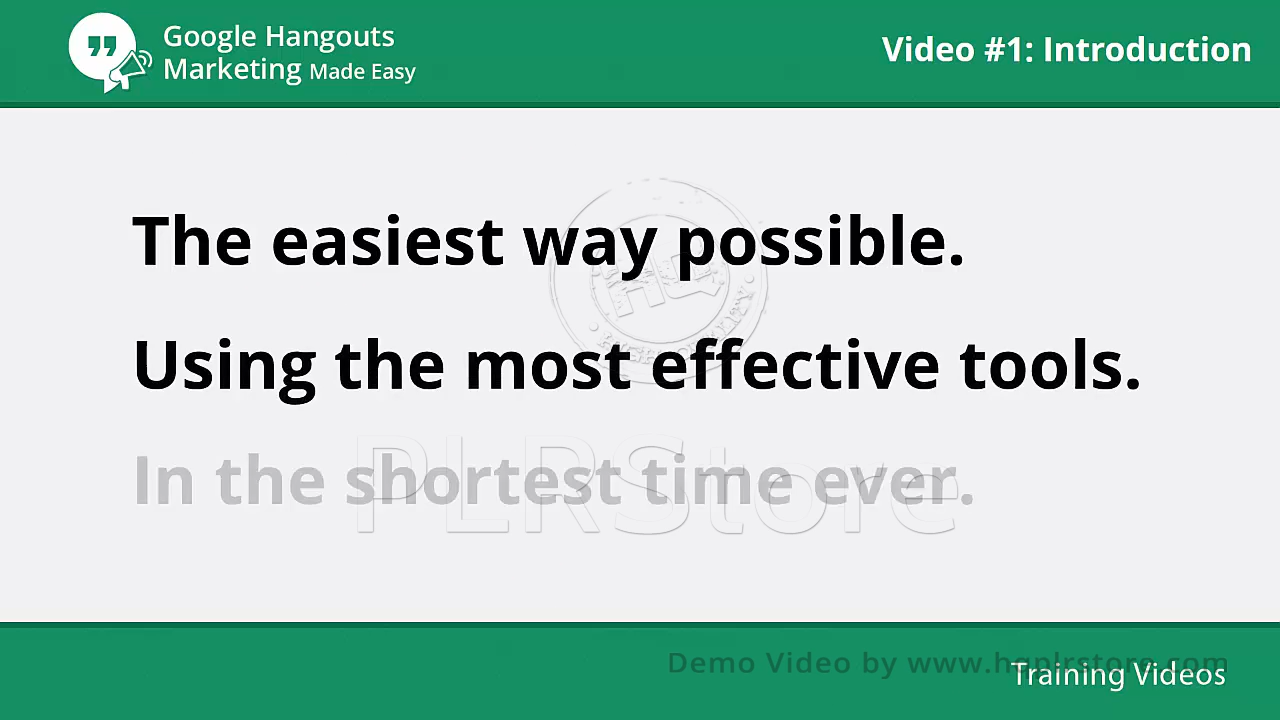 Google Hangouts
Marketing Made Easy
Video #1: Introduction
The easiest way possible.
HQ
Using the most effective tools.
In the shortest time ever.
PLRStore
Demo Video by www.hqplrstore.com
Training Videos